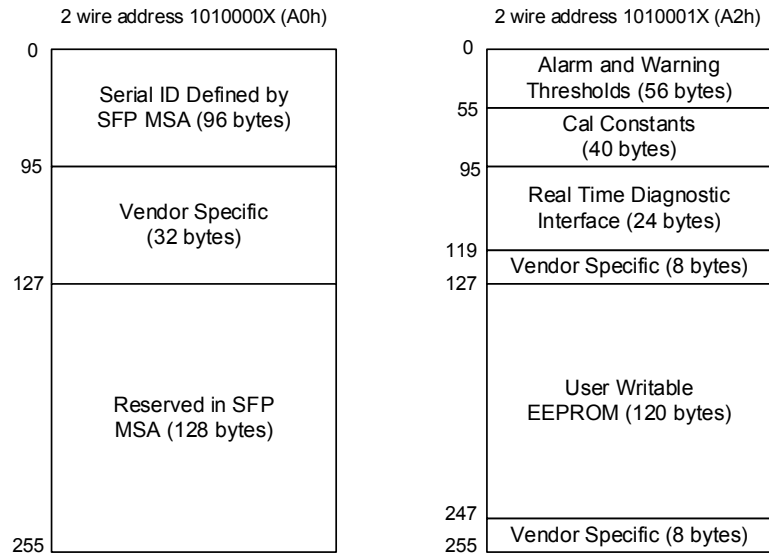 2 wire address 1010000X (A0h)
0
Serial ID Defined by
SFP MSA (96 bytes)
95
Vendor Specific
(32 bytes)
127
Reserved in SFP
MSA (128 bytes)
255
2 wire address 1010001X (A2h)
0
Alarm and Warning
Thresholds (56 bytes)
55
Cal Constants
(40 bytes)
95
Real Time Diagnostic
Interface (24 bytes)
119
Vendor Specific (8 bytes)
127
User Writable
EEPROM (120 bytes)
247
Vendor Specific (8 bytes)
255